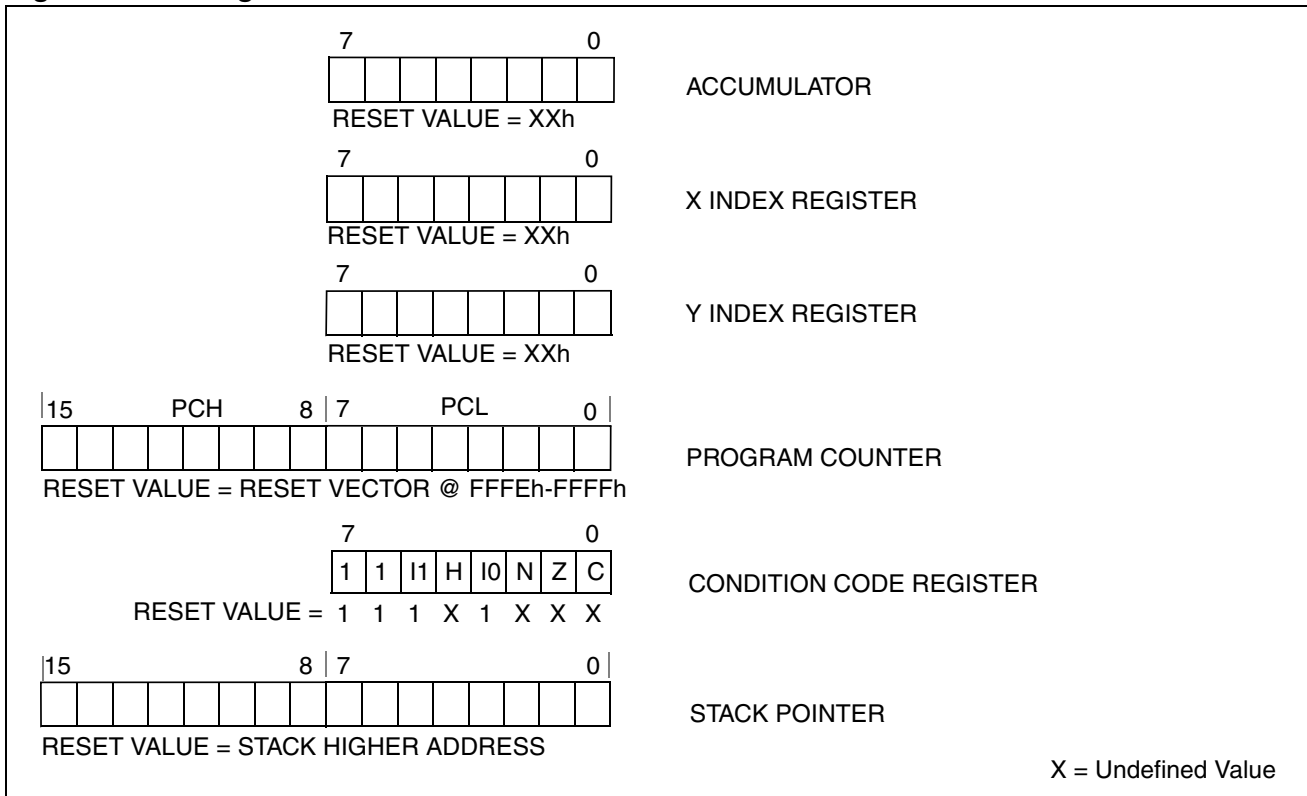 7 0
ACCUMULATOR
RESET VALUE = XXh
7 0
X INDEX REGISTER
RESET VALUE = XXh
7 0
Y INDEX REGISTER
RESET VALUE = XXh
15 PCH 8 7 PCL 0
PROGRAM COUNTER
RESET VALUE = RESET VECTOR @ FFFEh-FFFFh
7 0
1 1 I1 H I0 N Z C
CONDITION CODE REGISTER
RESET VALUE = 1 1 1 X 1 X X X
15 8 7 0
STACK POINTER
RESET VALUE = STACK HIGHER ADDRESS
X = Undefined Value